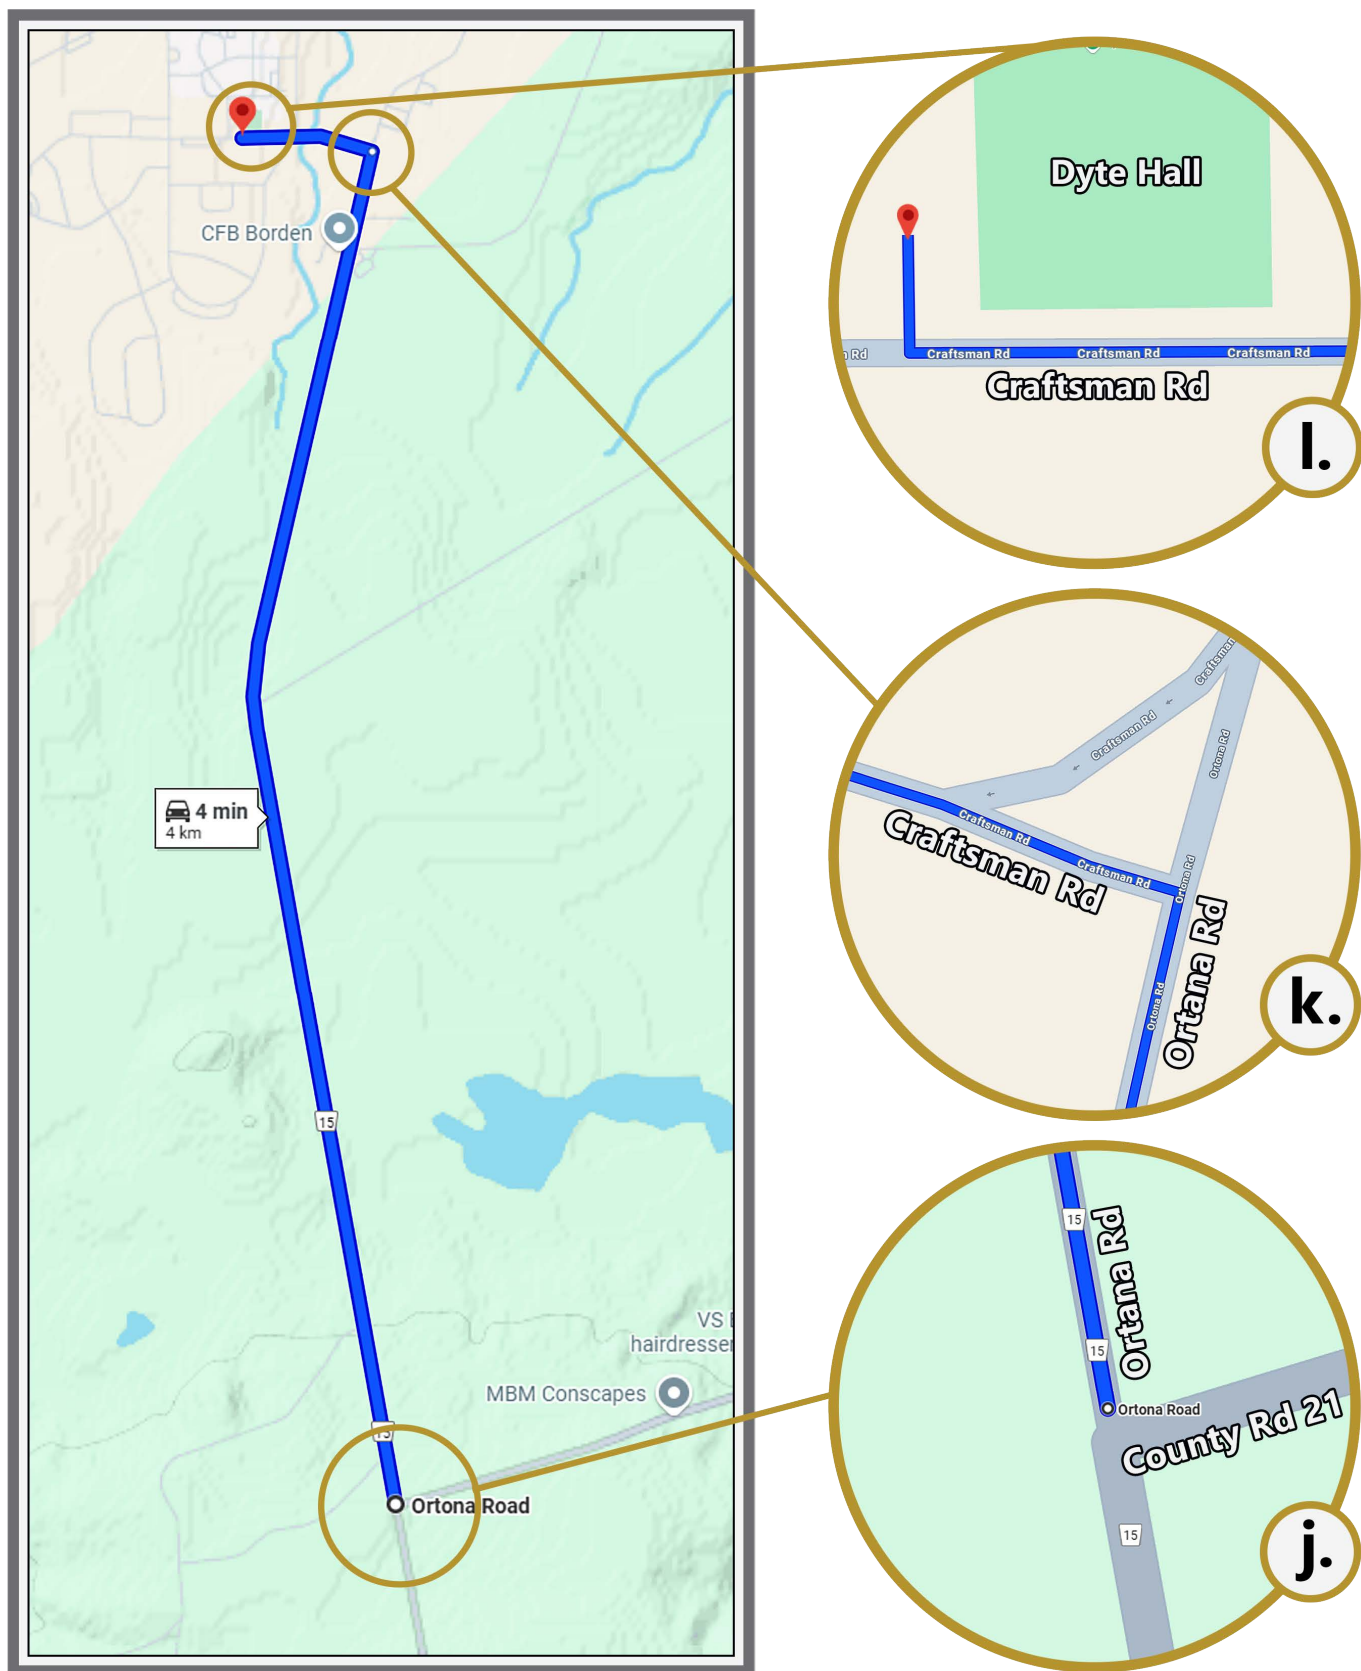 CFB Borden
4 min
4 km
15
VS
hairdresser
MBM Conscapes
15
Ortona Road
Dyte Hall
Rd
Craftsman Rd
Craftsman Rd
Craftsman Rd
Craftsman Rd
l.
Craftsman
Craftsman Rd
Ortona Rd
Craftsman Rd
Craftsman Rd
Craftsman Rd
Ortona Rd
Ortana Rd
Ortona Rd
k.
15
Ortana Rd
15
Ortona Road
County Rd 21
15
j.